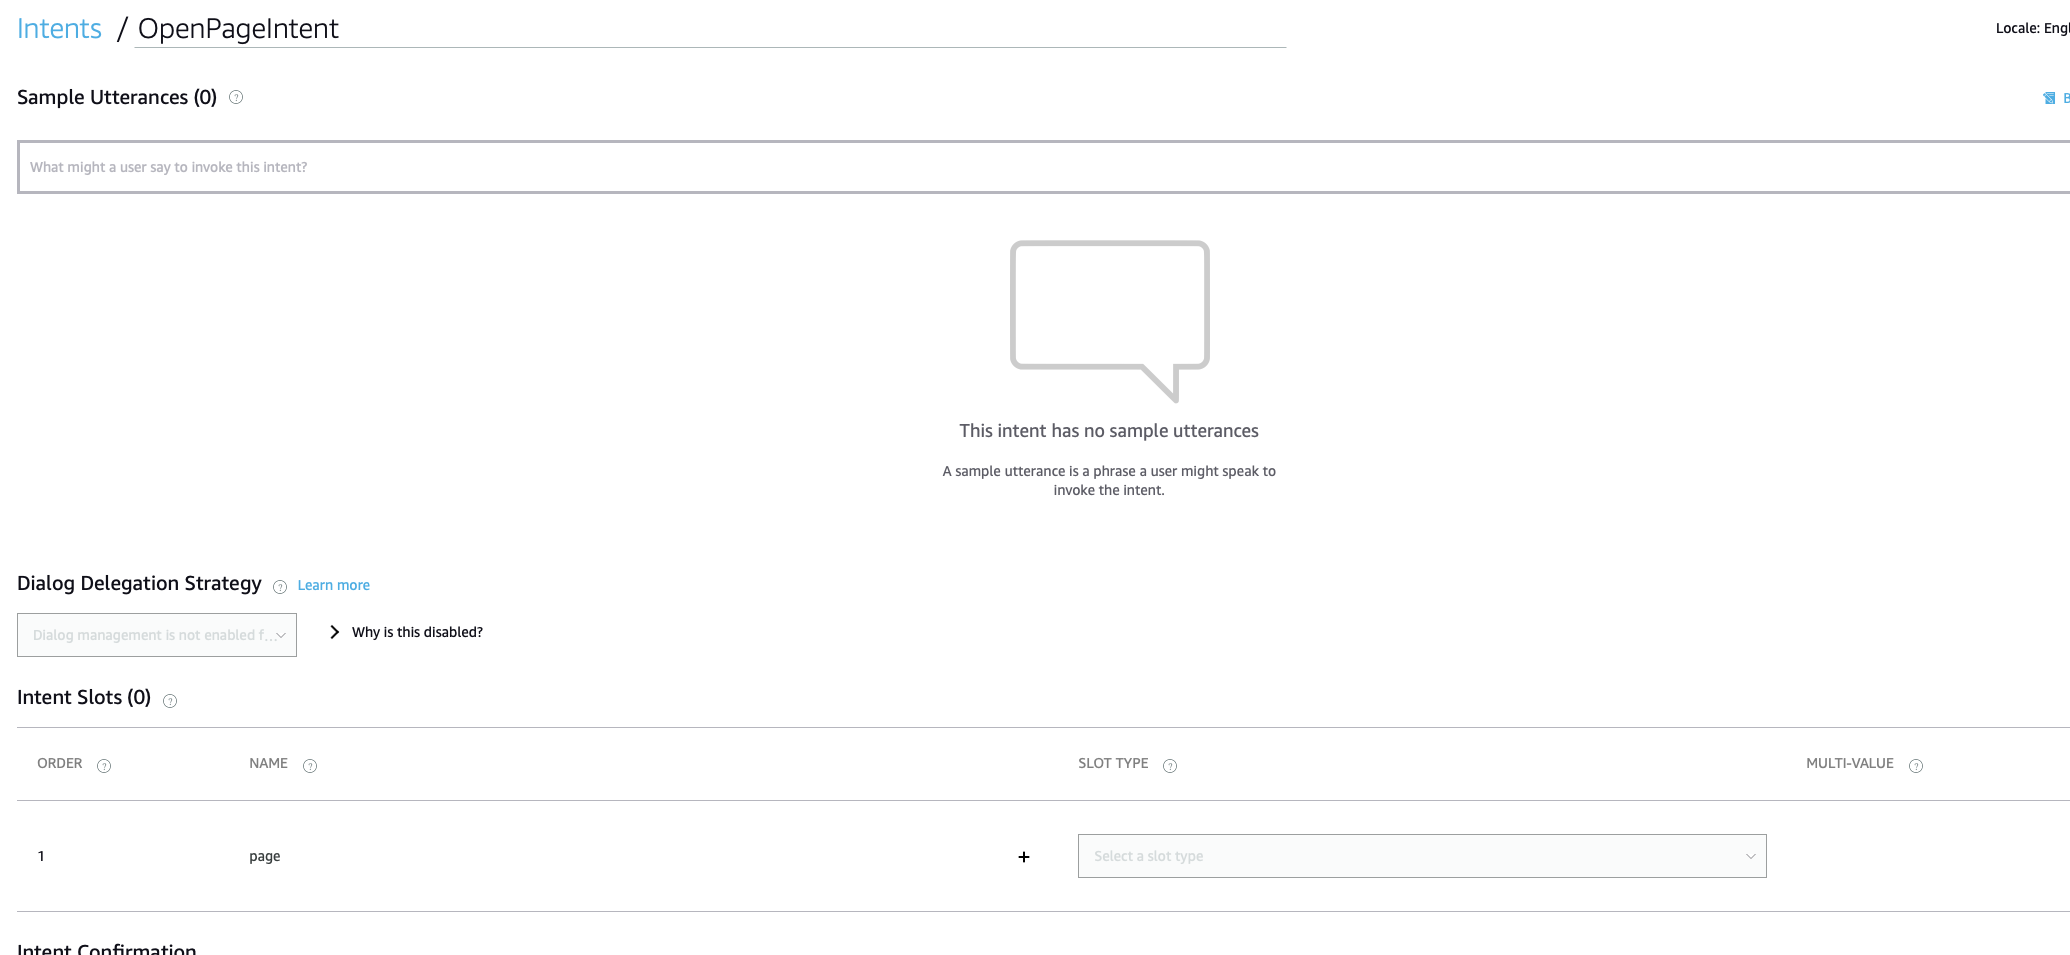 Intents / OpenPageIntent
Locale:
Sample Utterances (0)
What might a user say to invoke this intent?
This intent has no sample utterances
A sample utterance is a phrase a user might speak to
invoke the intent.
Dialog Delegation Strategy Learn more
Dialog management is not enabled f...
Why is this disabled?
Intent Slots (0)
ORDER NAME SLOT TYPE MULTI-VALUE
1 page + Select a slot type
Intent Confirmation